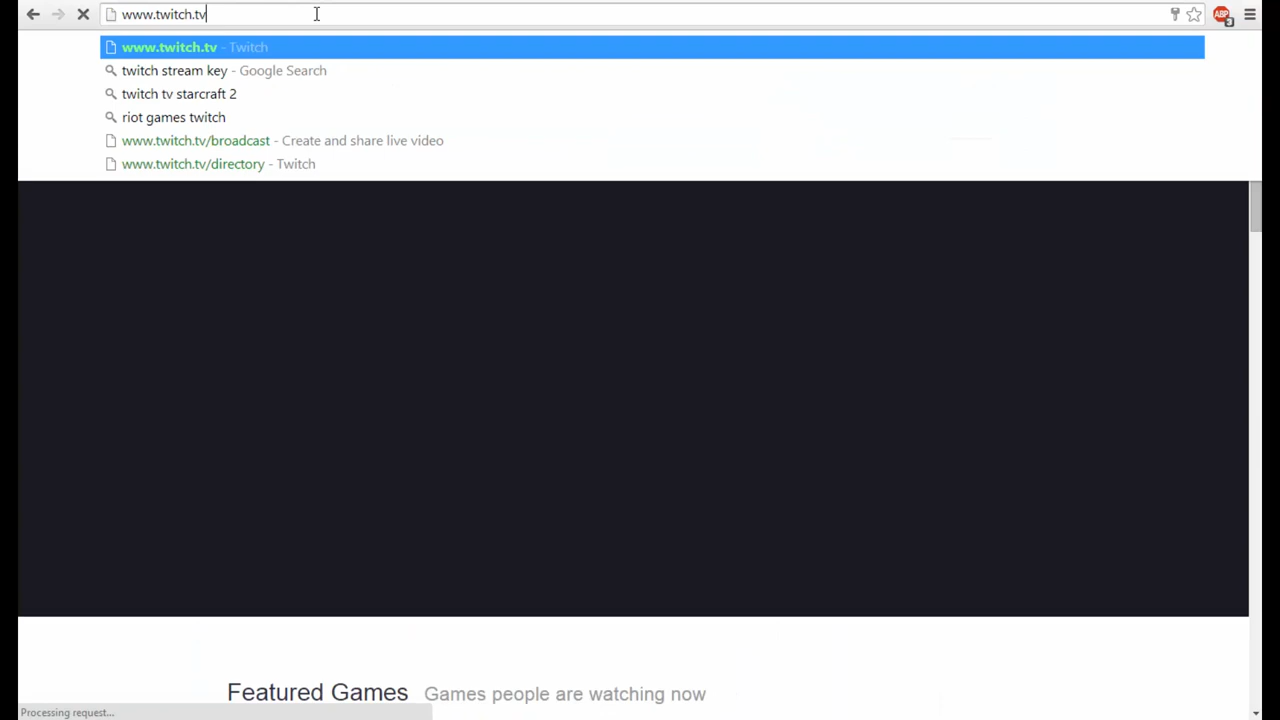 www.twitch.tv
ABP
3
www.twitch.tv - Twitch
twitch stream key - Google Search
twitch tv starcraft 2
riot games twitch
www.twitch.tv/broadcast - Create and share live video
www.twitch.tv/directory - Twitch
Featured Games Games people are watching now
Processing request...